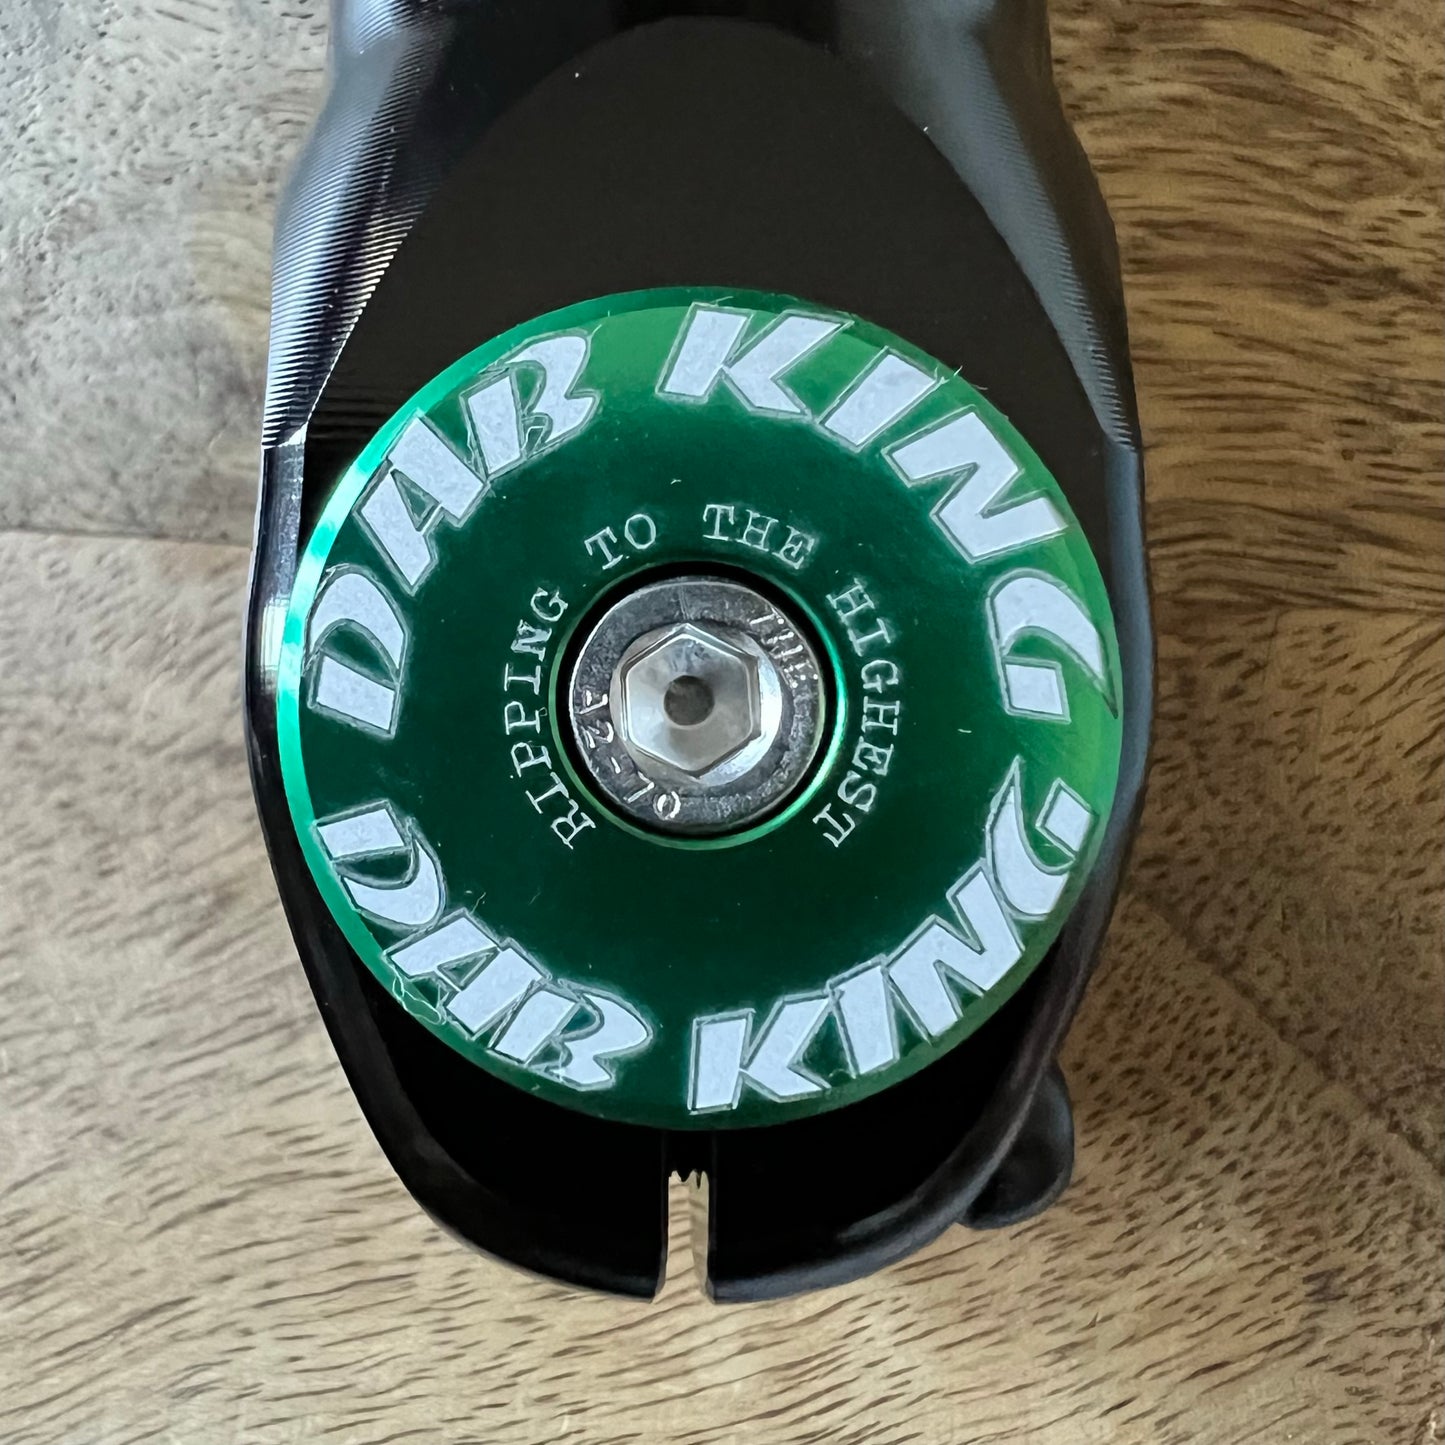 DAB KING
RIPPING TO THE HIGHEST
DAB KING